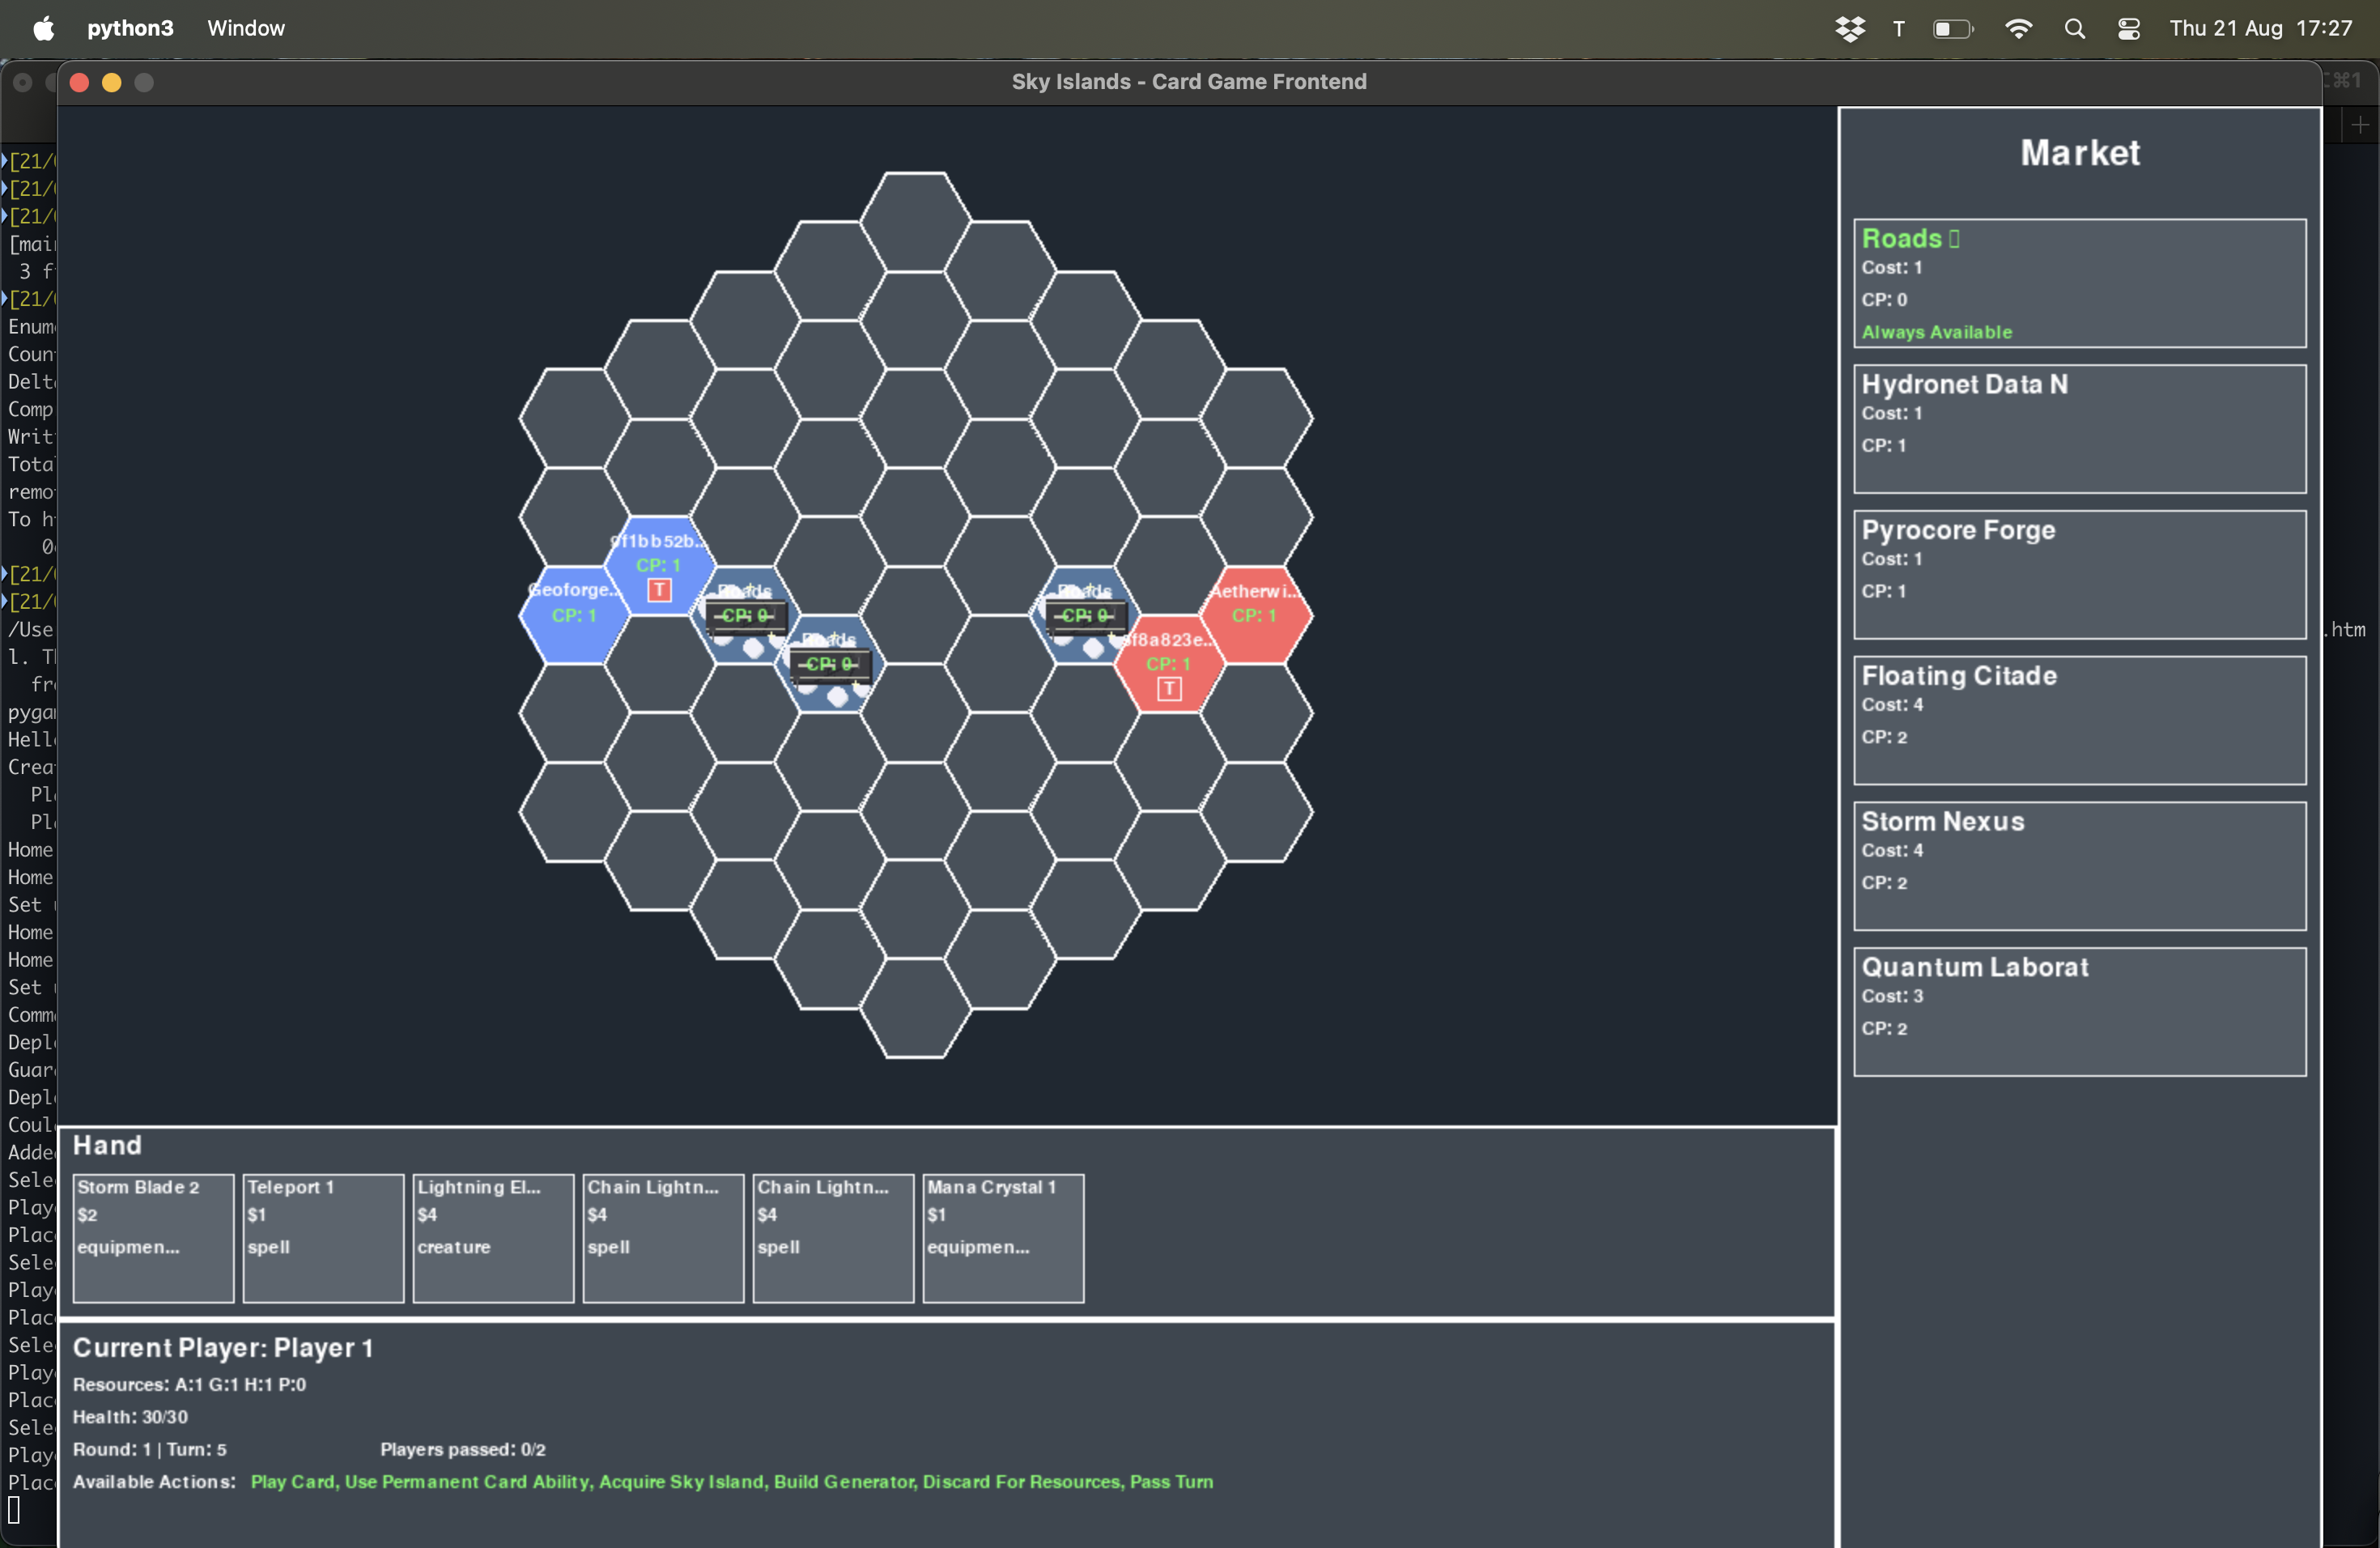 python3 Window T Thu 21 Aug 17:27
Sky Islands - Card Game Frontend
⌘1
[21/
[21/
[21/
[mai
3 f
[21/
Enum
Coun
Delt
Comp
Writ
Tota
remo
To h
[21/
[21/
/Use
.htm
l. T
fr
pyga
Hell
Crea
Pl
Pl
Home
Home
Set
Home
Home
Set
Comm
Depl
Guar
Depl
Coul
Adde
Sele
Play
Plac
Sele
Play
Plac
Sele
Play
Plac
Sele
Play
Plac
9f1bb52b...
CP: 1
T
Geoforge...
CP: 1
Roads
CP: 0
Roads
CP: 0
Roads
CP: 0
Aetherwi...
CP: 1
f8a823e...
CP: 1
T
Market
Roads
Cost: 1
CP: 0
Always Available
Hydronet Data N
Cost: 1
CP: 1
Pyrocore Forge
Cost: 1
CP: 1
Floating Citade
Cost: 4
CP: 2
Storm Nexus
Cost: 4
CP: 2
Quantum Laborat
Cost: 3
CP: 2
Hand
Storm Blade 2
$2
equipmen...
Teleport 1
$1
spell
Lightning El...
$4
creature
Chain Lightn...
$4
spell
Chain Lightn...
$4
spell
Mana Crystal 1
$1
equipmen...
Current Player: Player 1
Resources: A:1 G:1 H:1 P:0
Health: 30/30
Round: 1 | Turn: 5 Players passed: 0/2
Available Actions: Play Card, Use Permanent Card Ability, Acquire Sky Island, Build Generator, Discard For Resources, Pass Turn